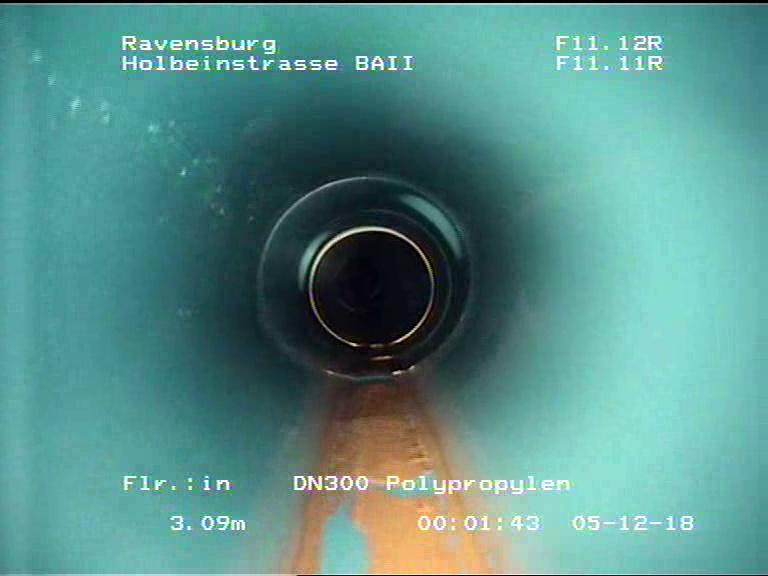 Ravensburg F11.12R
Holbeinstrasse BAII F11.11R
Flr.:in DN300 Polypropylen
3.09m 00:01:43 05-12-18